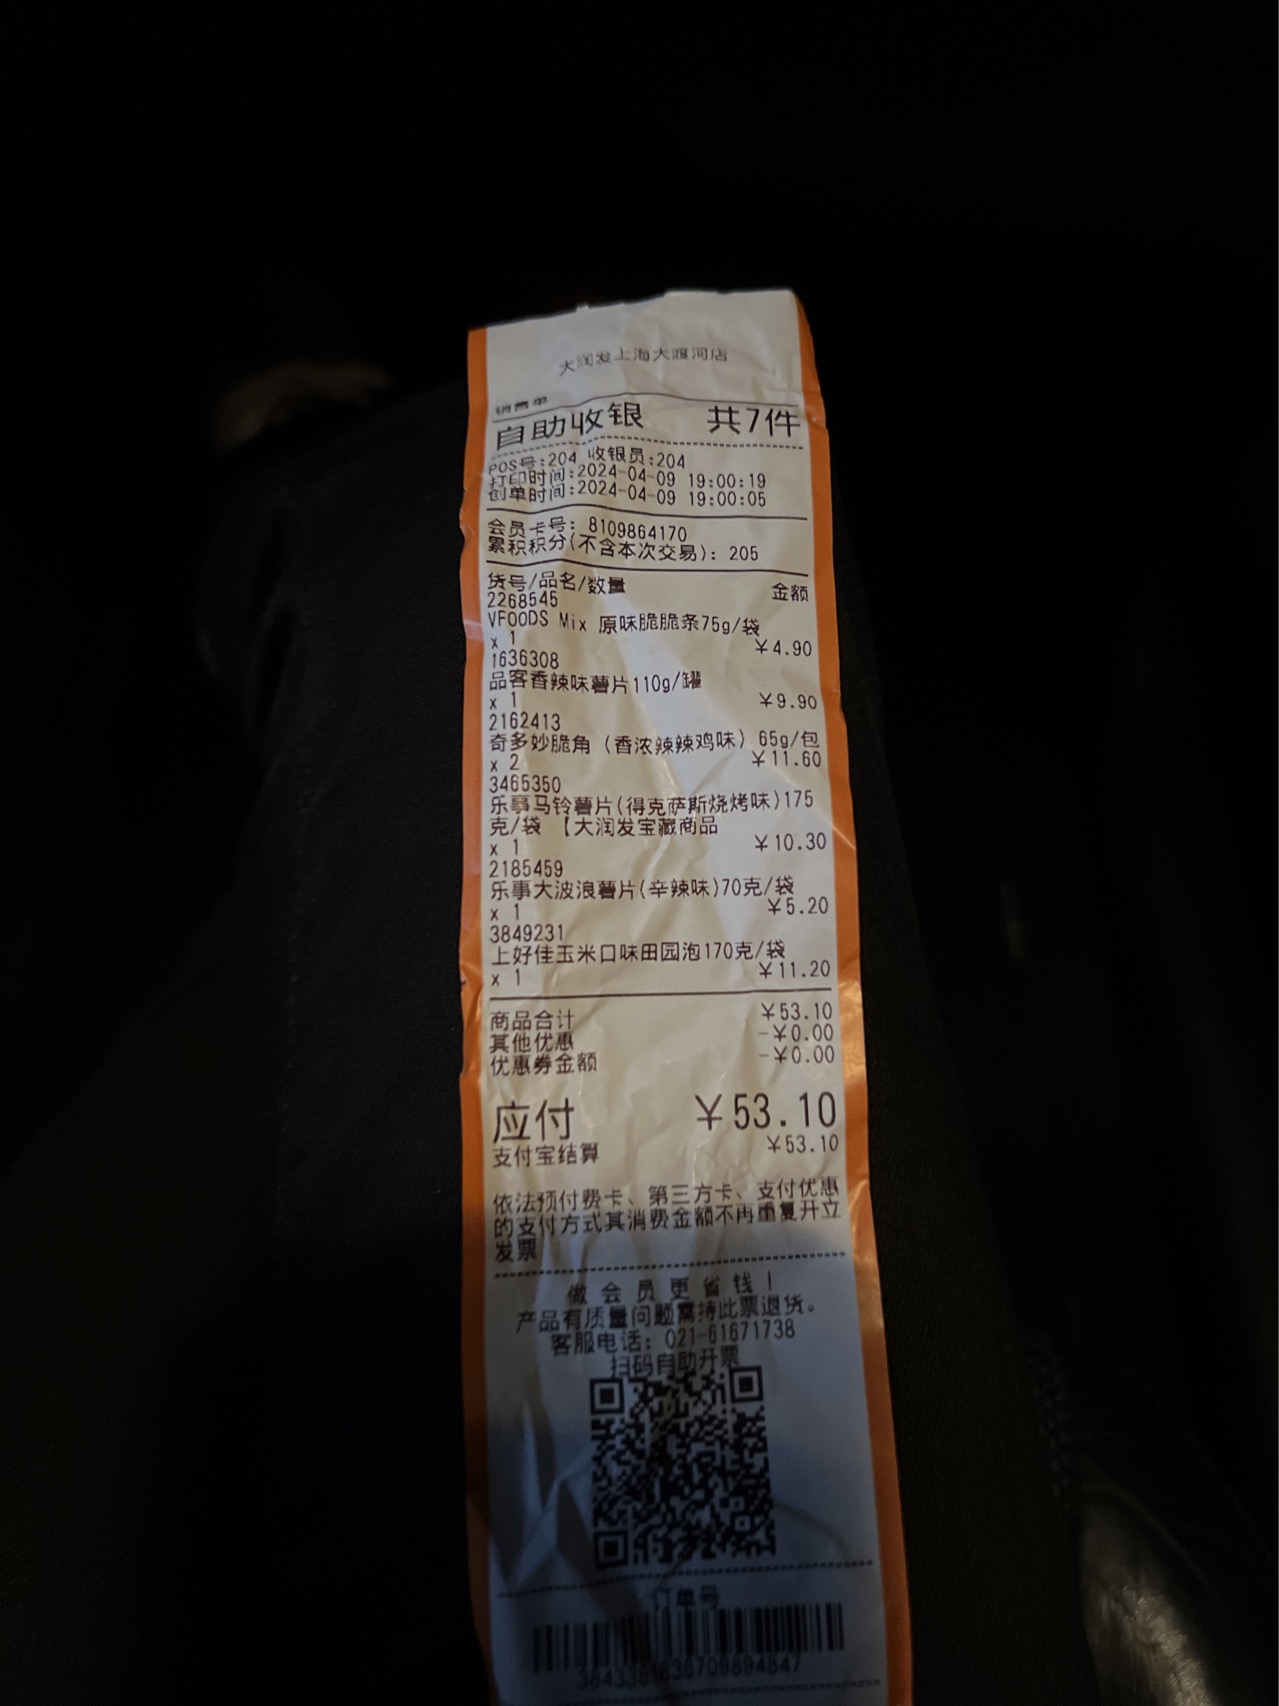 大润发上海大渡河店
销售单
自助收银 共7件
POS号:204 收银员:204
打印时间:2024-04-09 19:00:19
创单时间:2024-04-09 19:00:05
会员卡号: 8109864170
累积积分(不含本次交易): 205
货号/品名/数量 金额
2268545
VFOODS Mix 原味脆脆条75g/袋
x 1 ¥4.90
1636308
品客香辣味薯片110g/罐
x 1 ¥9.90
2162413
奇多妙脆角（香浓辣辣鸡味）65g/包
x 2 ¥11.60
3465350
乐事马铃薯片(得克萨斯烧烤味)175
克/袋 【大润发宝藏商品
x 1 ¥10.30
2185459
乐事大波浪薯片(辛辣味)70克/袋
x 1 ¥5.20
3849231
上好佳玉米口味田园泡170克/袋
x 1 ¥11.20
商品合计 ¥53.10
其他优惠 -¥0.00
优惠券金额 -¥0.00
应付 ¥53.10
支付宝结算 ¥53.10
依法预付费卡、第三方卡、支付优惠
的支付方式其消费金额不再重复开立
发票
做会员更省钱！
产品有质量问题需持此票退货。
客服电话: 021-61671738
扫码自助开票
订单号